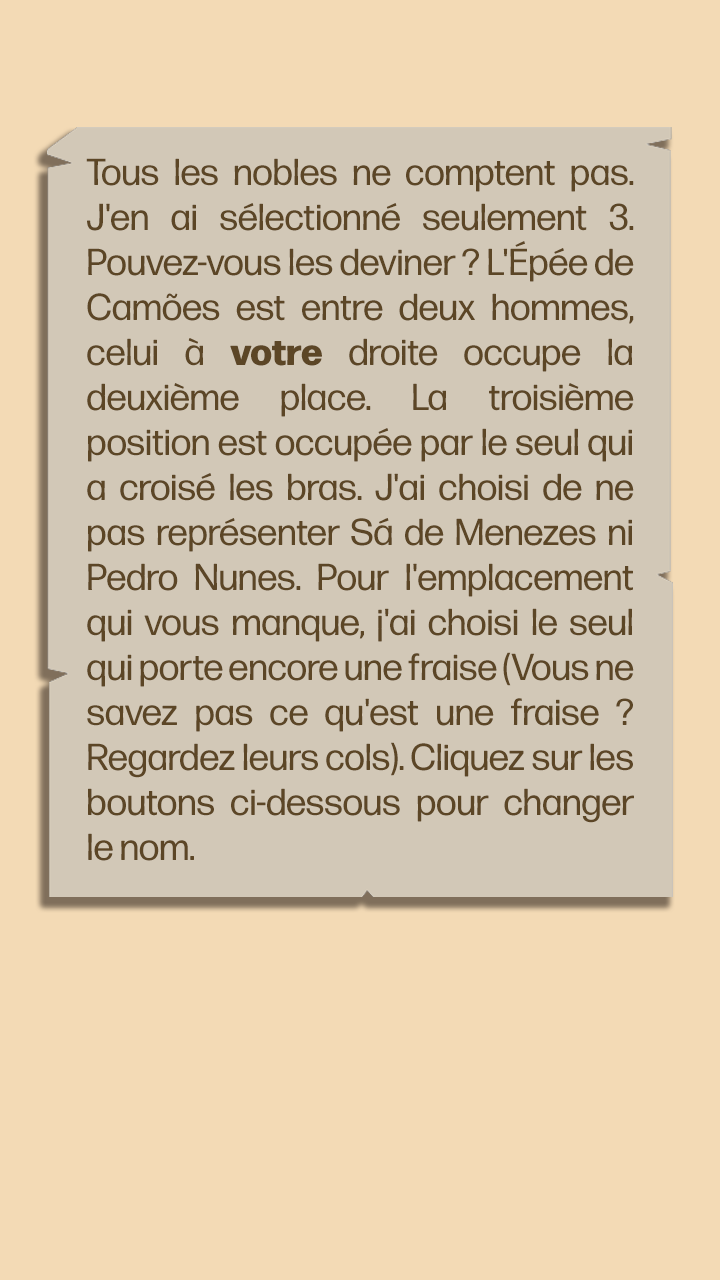 Tous les nobles ne comptent pas.
J'en ai sélectionné seulement 3.
Pouvez-vous les deviner ? L'Épée de
Camões est entre deux hommes,
celui à votre droite occupe la
deuxième place. La troisième
position est occupée par le seul qui
a croisé les bras. J'ai choisi de ne
pas représenter Sá de Menezes ni
Pedro Nunes. Pour l'emplacement
qui vous manque, j'ai choisi le seul
qui porte encore une fraise (Vous ne
savez pas ce qu'est une fraise ?
Regardez leurs cols). Cliquez sur les
boutons ci-dessous pour changer
le nom.